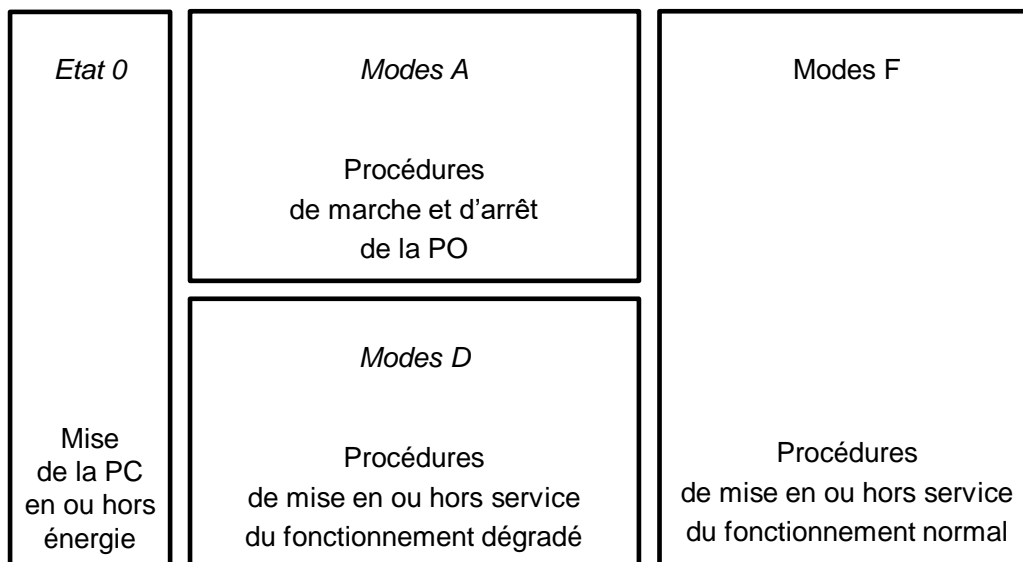 Etat 0
Mise
de la PC
en ou hors
énergie
Modes A
Procédures
de marche et d'arrêt
de la PO
Modes D
Procédures
de mise en ou hors service
du fonctionnement dégradé
Modes F
Procédures
de mise en ou hors service
du fonctionnement normal